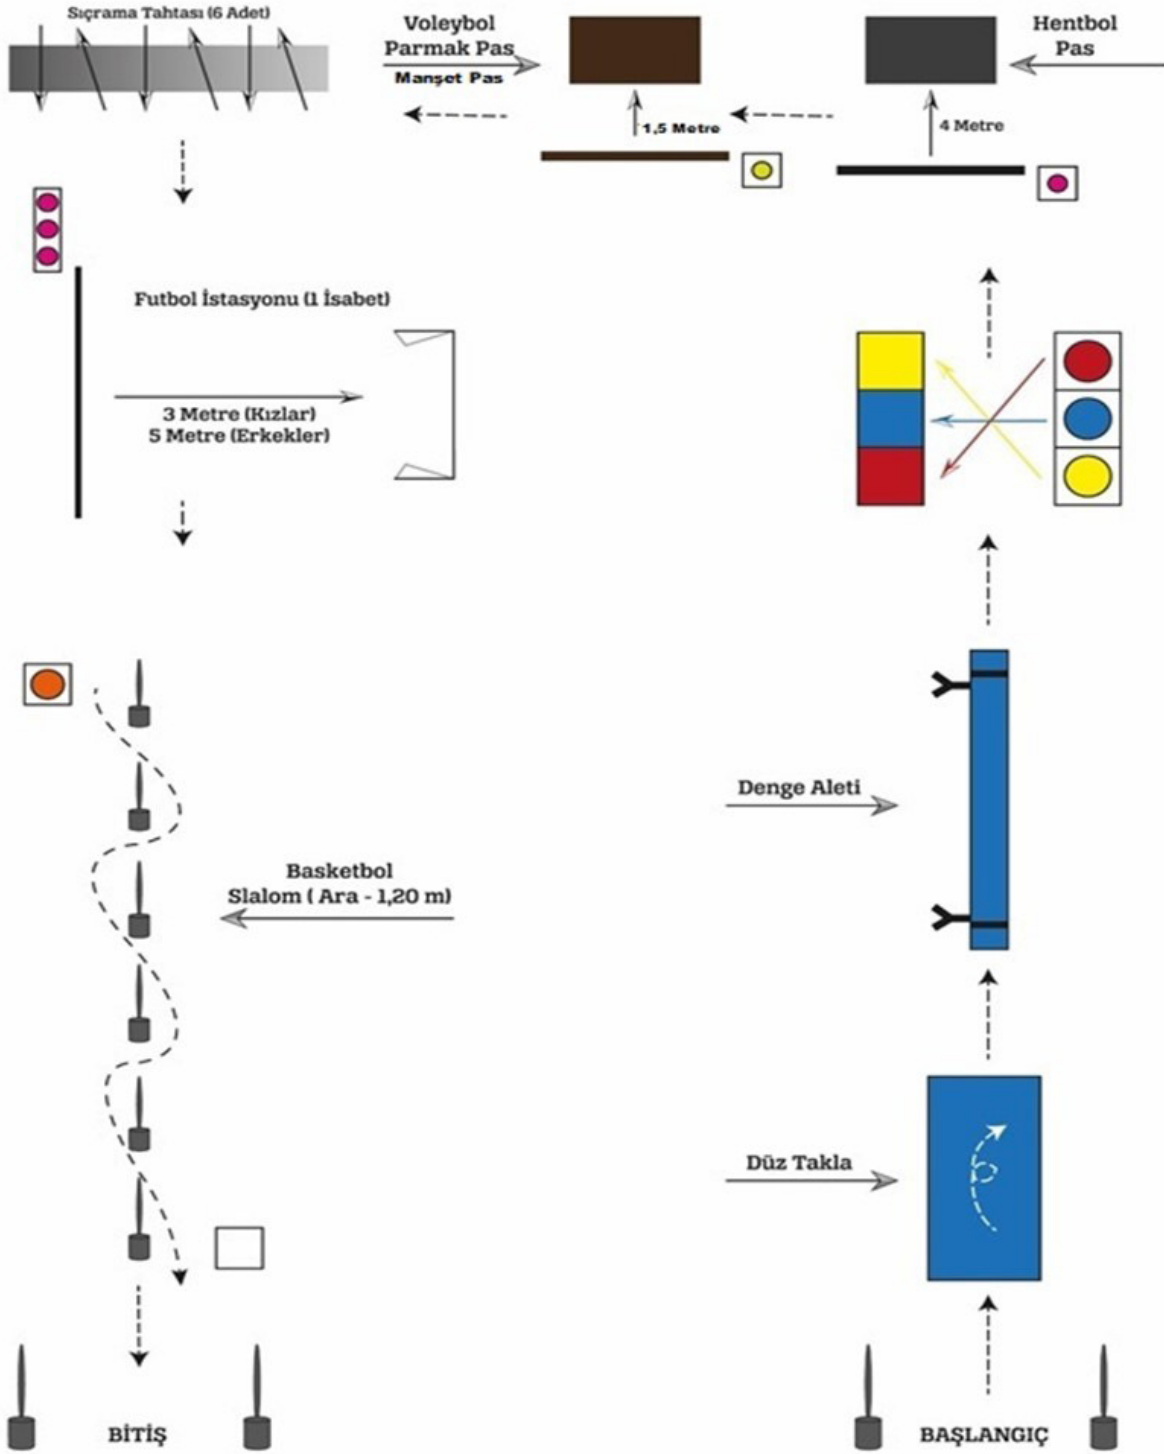 Sıçrama Tahtası (6 Adet)
Voleybol
Parmak Pas
Manşet Pas
Hentbol
Pas
1,5 Metre
4 Metre
Futbol İstasyonu (1 İsabet)
3 Metre (Kızlar)
5 Metre (Erkekler)
Denge Aleti
Basketbol
Slalom ( Ara - 1,20 m)
Düz Takla
BİTİŞ
BAŞLANGIÇ